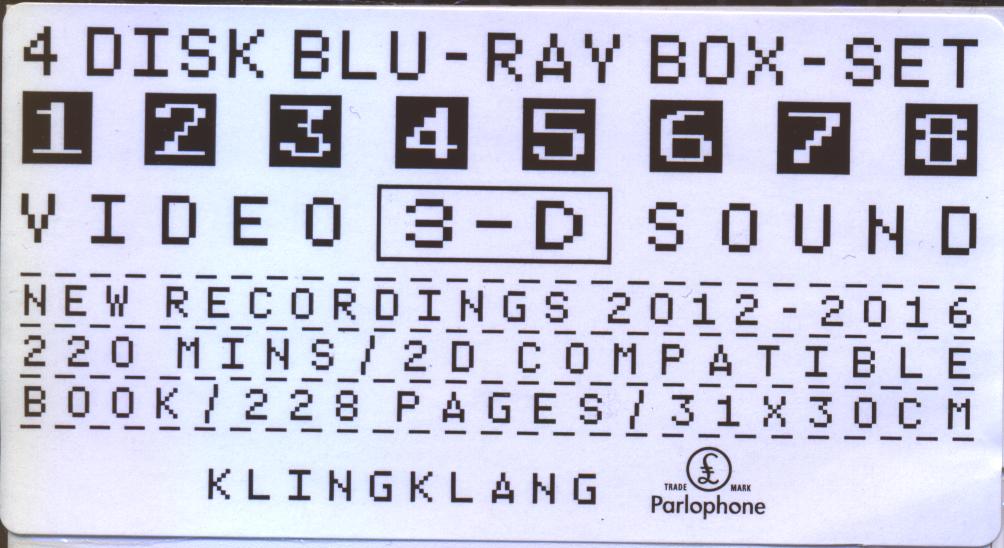 4 DISK BLU-RAY BOX-SET
1 2 3 4 5 6 7 8
VIDEO 3-D SOUND
NEW RECORDINGS 2012-2016
220 MINS/2D COMPATIBLE
BOOK/228 PAGES/31X30CM
KLINGKLANG
£
TRADE MARK
Parlophone